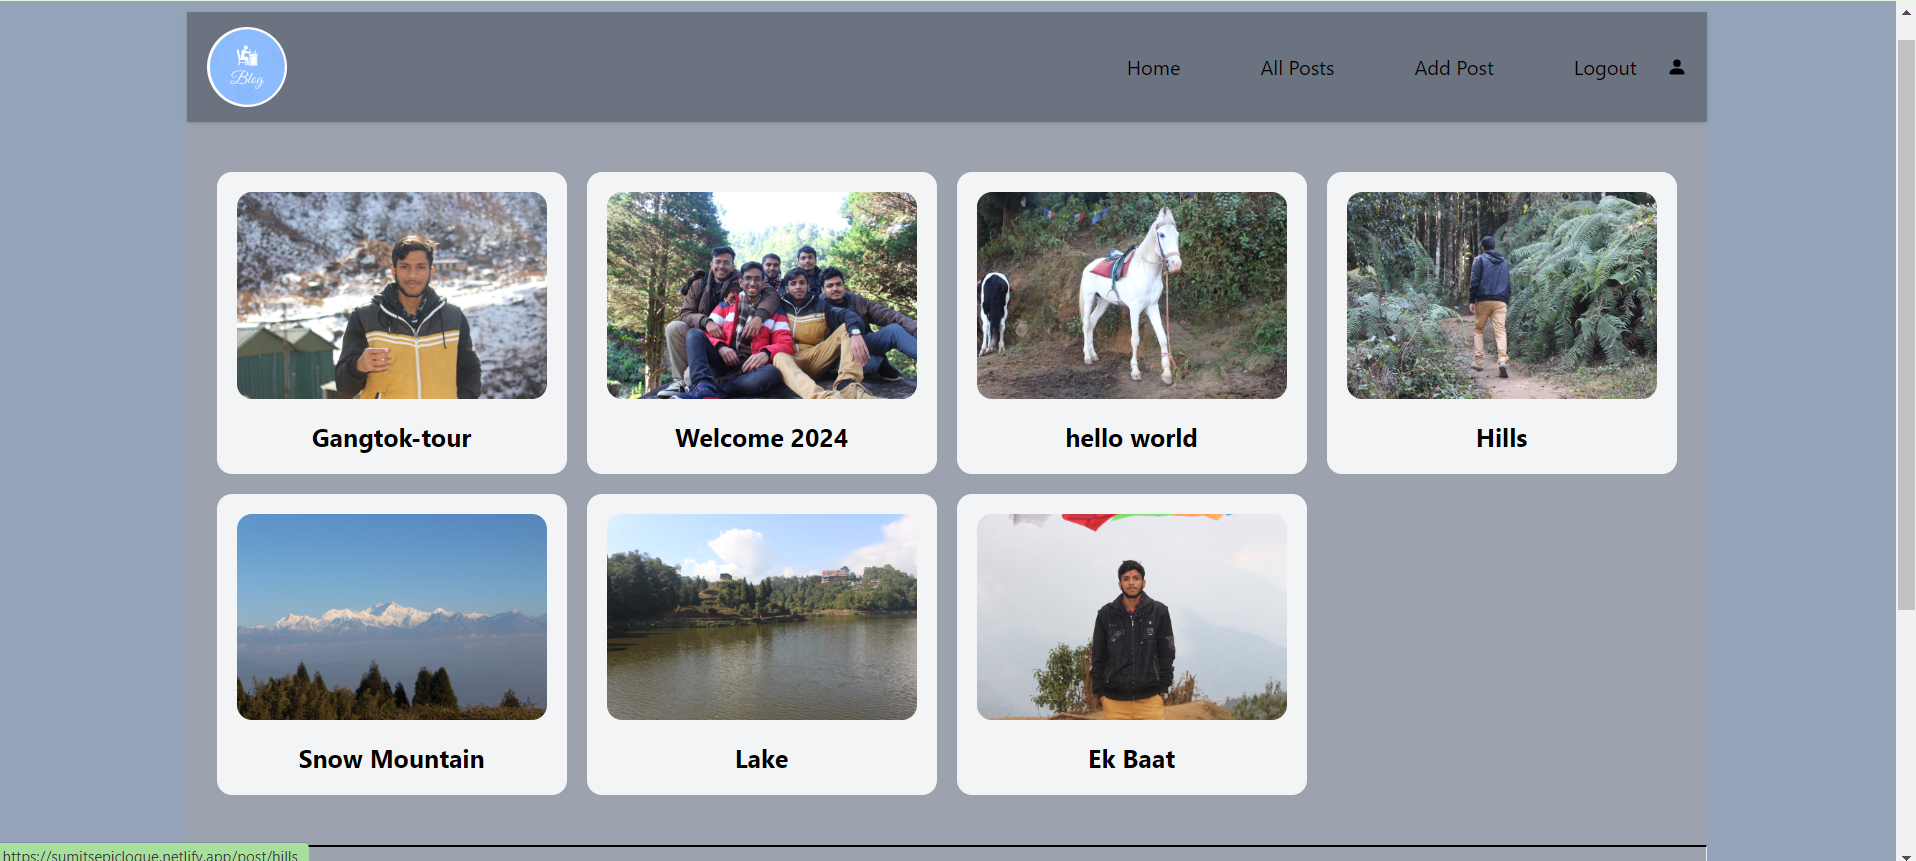 Blog
Home
All Posts
Add Post
Logout
Gangtok-tour
Welcome 2024
hello world
Hills
Snow Mountain
Lake
Ek Baat
https://sumitsepiclogue.netlify.app/post/hills